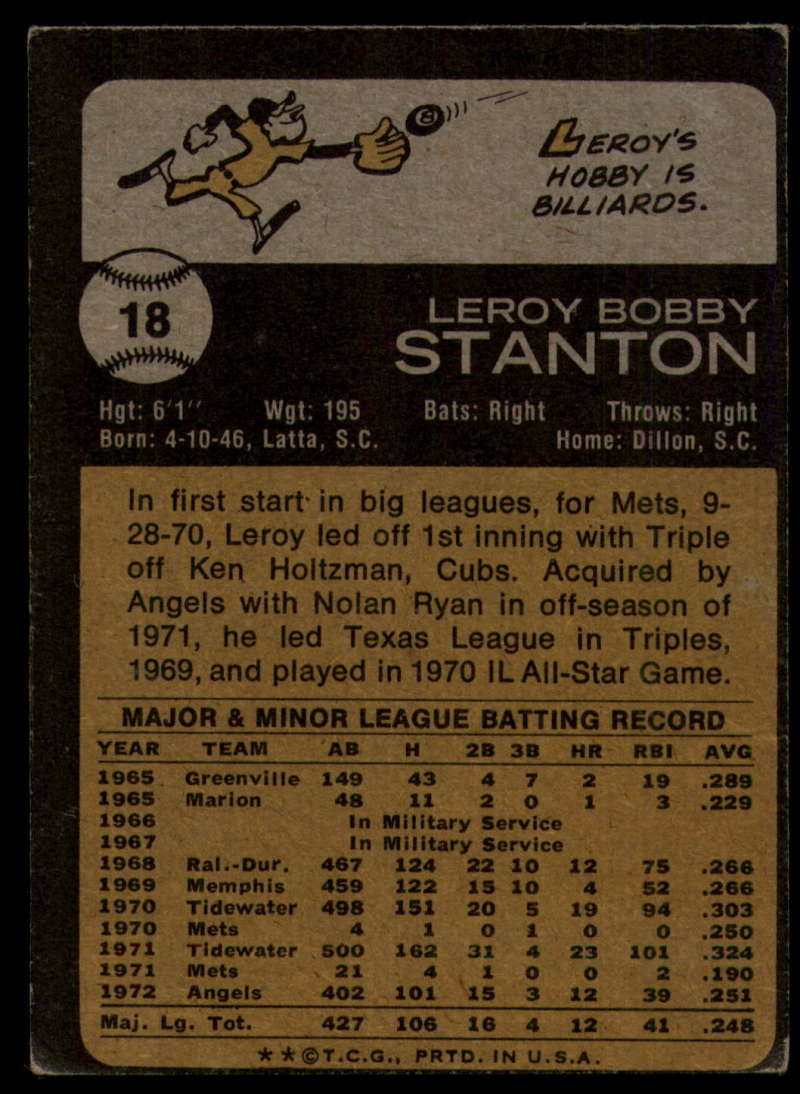 8
LEROY'S
HOBBY IS
BILLIARDS.
18
LEROY BOBBY
STANTON
Hgt: 6'1" Wgt: 195 Bats: Right Throws: Right
Born: 4-10-46, Latta, S.C. Home: Dillon, S.C.
In first start in big leagues, for Mets, 9-
28-70, Leroy led off 1st inning with Triple
off Ken Holtzman, Cubs. Acquired by
Angels with Nolan Ryan in off-season of
1971, he led Texas League in Triples,
1969, and played in 1970 IL All-Star Game.
MAJOR & MINOR LEAGUE BATTING RECORD
YEAR TEAM AB H 2B 3B HR RBI AVG
1965 Greenville 149 43 4 7 2 19 .289
1965 Marion 48 11 2 0 1 3 .229
1966 In Military Service
1967 In Military Service
1968 Ral.-Dur. 467 124 22 10 12 75 .266
1969 Memphis 459 122 15 10 4 52 .266
1970 Tidewater 498 151 20 5 19 94 .303
1970 Mets 4 1 0 1 0 0 .250
1971 Tidewater 500 162 31 4 23 101 .324
1971 Mets 21 4 1 0 0 2 .190
1972 Angels 402 101 15 3 12 39 .251
Maj. Lg. Tot. 427 106 16 4 12 41 .248
**©T.C.G., PRTD. IN U.S.A.